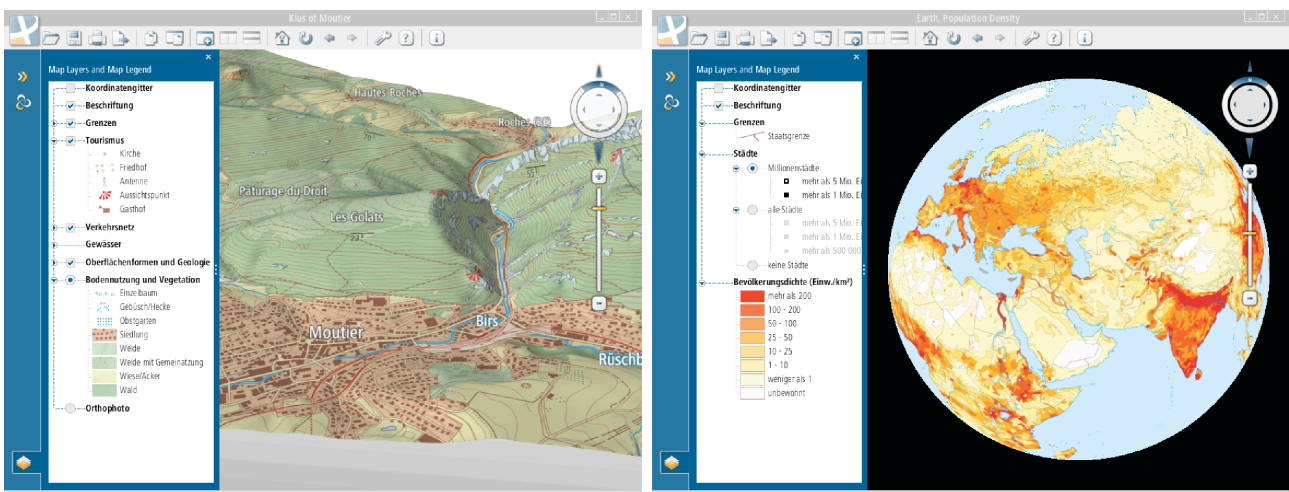 Klus of Moutier
Map Layers and Map Legend
Koordinatengitter
Beschriftung
Grenzen
Tourismus
Kirche
Friedhof
Antenne
Aussichtspunkt
Gasthof
Verkehrsnetz
Gewässer
Oberflächenformen und Geologie
Bodennutzung und Vegetation
Einzelbaum
Gebüsch/Hecke
Obstgarten
Siedlung
Weide
Weide mit Gemeinatzung
Wiese/Acker
Wald
Orthophoto
Hautes Roches
Roches
Paturage du Droit
Les Golats
Moutier
Birs
Rüschb
Earth, Population Density
Map Layers and Map Legend
Koordinatengitter
Beschriftung
Grenzen
Staatsgrenze
Städte
Millionenstädte
mehr als 5 Mio. Ei
mehr als 1 Mio. Ei
alle Städte
mehr als 5 Mio. Ei
mehr als 1 Mio. Ei
mehr als 500 000
keine Städte
Bevölkerungsdichte (Einw./km²)
mehr als 200
100 - 200
50 - 100
25 - 50
10 - 25
1 - 10
weniger als 1
unbewohnt